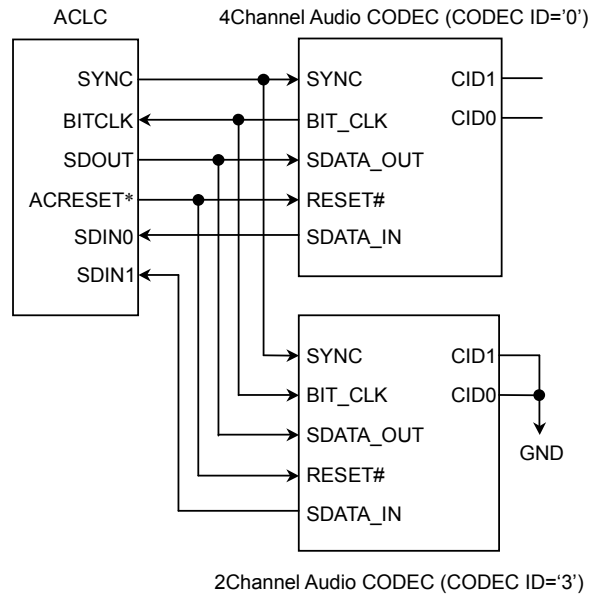 ACLC
4Channel Audio CODEC (CODEC ID='0')
SYNC
BITCLK
SDOUT
ACRESET*
SDIN0
SDIN1
SYNC CID1
BIT_CLK CID0
SDATA_OUT
RESET#
SDATA_IN
SYNC CID1
BIT_CLK CID0
SDATA_OUT
RESET#
SDATA_IN
GND
2Channel Audio CODEC (CODEC ID=‘3’)